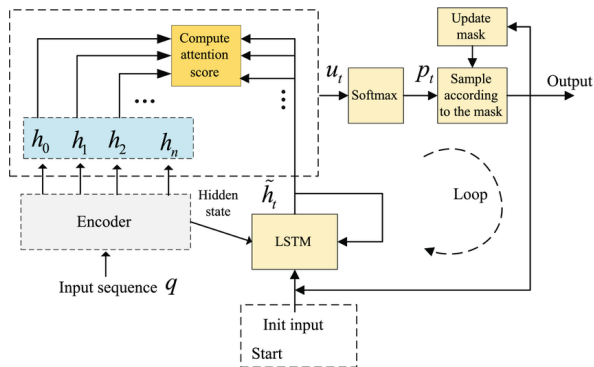 Compute
attention
score
Update
mask
u_t
Softmax
p_t
Sample
according
to the mask
Output
...
h_0 h_1 h_2 h_n
Encoder
Hidden
state
h̃_t
LSTM
Loop
Input sequence q
Init input
Start